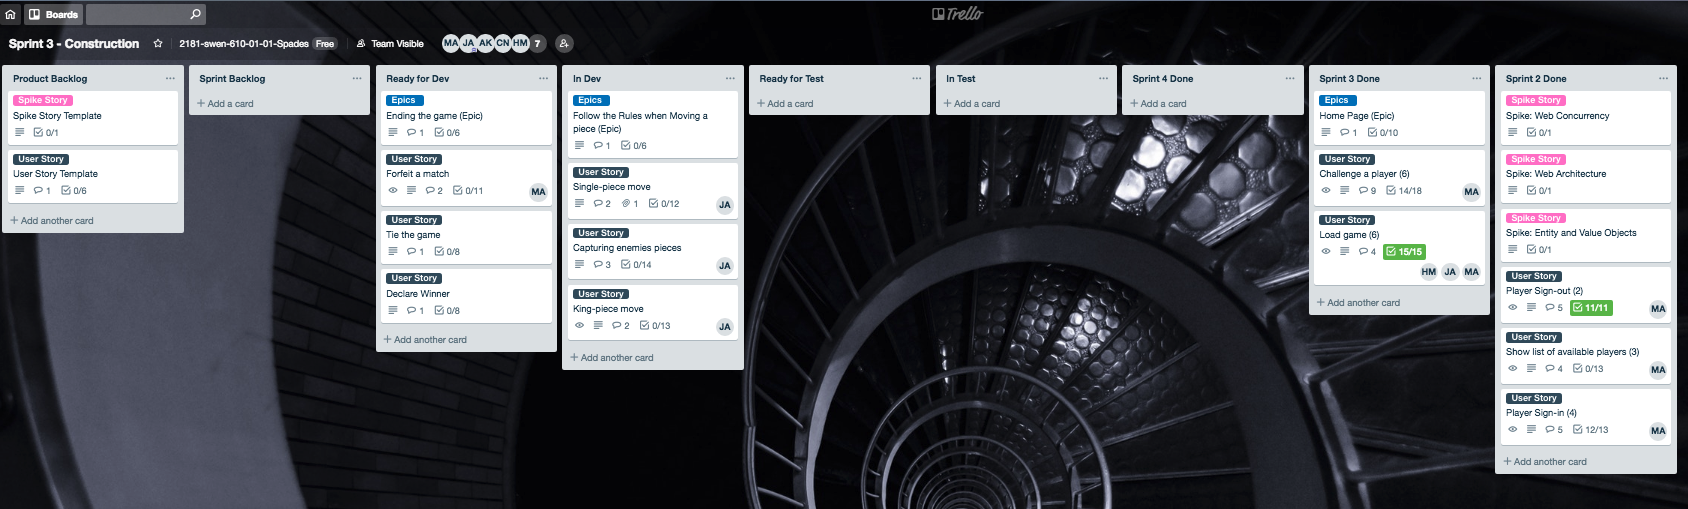 Boards
Trello
Sprint 3 - Construction
2181-swen-610-01-01-Spades
Free
Team Visible
MA JA AK CN HM 7
Product Backlog
Spike Story
Spike Story Template
0/1
User Story
User Story Template
1 0/6
+ Add another card
Sprint Backlog
+ Add a card
Ready for Dev
Epics
Ending the game (Epic)
1 0/6
User Story
Forfeit a match
2 0/11 MA
User Story
Tie the game
1 0/8
User Story
Declare Winner
1 0/8
+ Add another card
In Dev
Epics
Follow the Rules when Moving a
piece (Epic)
1 0/6
User Story
Single-piece move
2 1 0/12 JA
User Story
Capturing enemies pieces
3 0/14 JA
User Story
King-piece move
2 0/13 JA
+ Add another card
Ready for Test
+ Add a card
In Test
+ Add a card
Sprint 4 Done
+ Add a card
Sprint 3 Done
Epics
Home Page (Epic)
1 0/10
User Story
Challenge a player (6)
9 14/18 MA
User Story
Load game (6)
4 15/15
HM JA MA
+ Add another card
Sprint 2 Done
Spike Story
Spike: Web Concurrency
0/1
Spike Story
Spike: Web Architecture
0/1
Spike Story
Spike: Entity and Value Objects
0/1
User Story
Player Sign-out (2)
5 11/11 MA
User Story
Show list of available players (3)
4 0/13 MA
User Story
Player Sign-in (4)
5 12/13 MA
+ Add another card